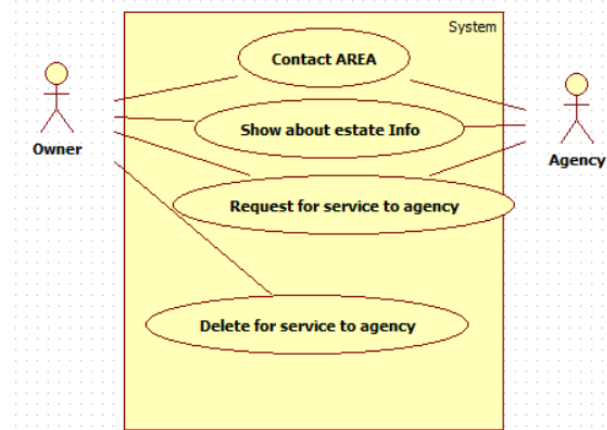 System
Contact AREA
Show about estate Info
Owner
Agency
Request for service to agency
Delete for service to agency